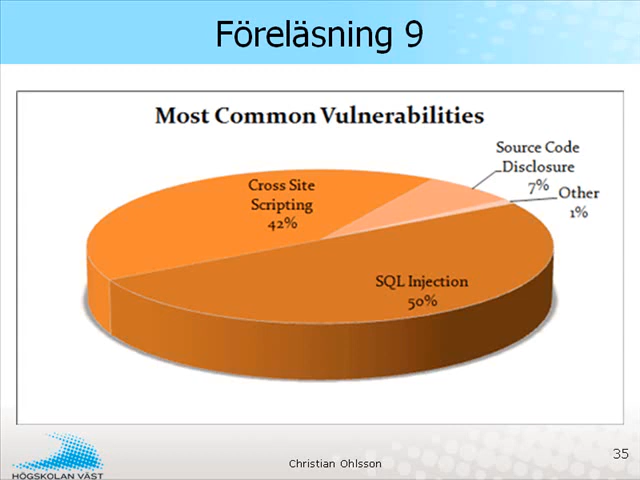 Föreläsning 9
Most Common Vulnerabilities
Source Code
Disclosure
7%
Other
1%
Cross Site
Scripting
42%
SQL Injection
50%
HÖGSKOLAN VÄST
Christian Ohlsson
35